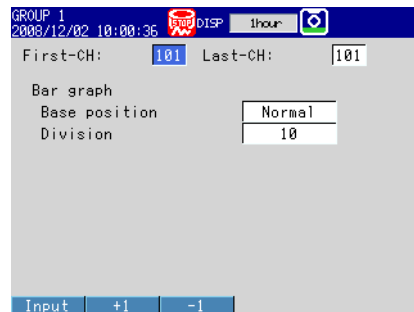 GROUP 1
2008/12/02 10:00:36 STOP DISP 1hour
First-CH: 101 Last-CH: 101
Bar graph
Base position Normal
Division 10
Input +1 -1